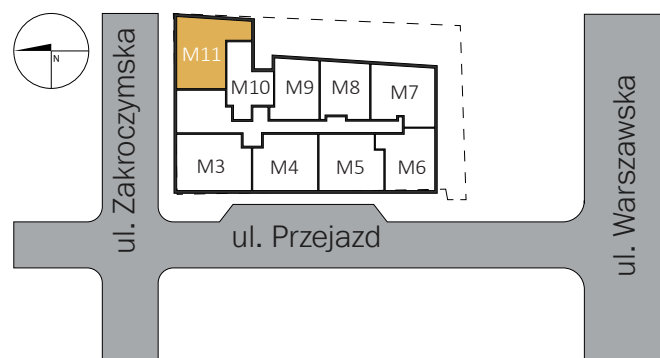 N
M11
M10
M9
M8
M7
M3
M4
M5
M6
ul. Zakroczymska
ul. Przejazd
ul. Warszawska